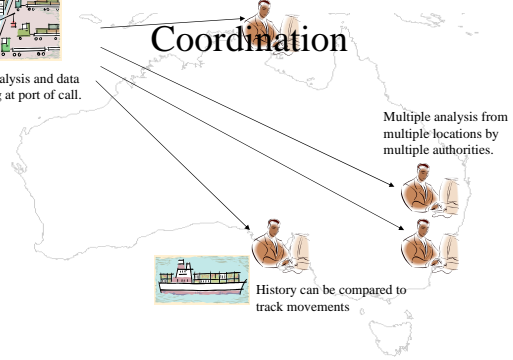 Coordination
alysis and data
at port of call.
Multiple analysis from
multiple locations by
multiple authorities.
History can be compared to
track movements